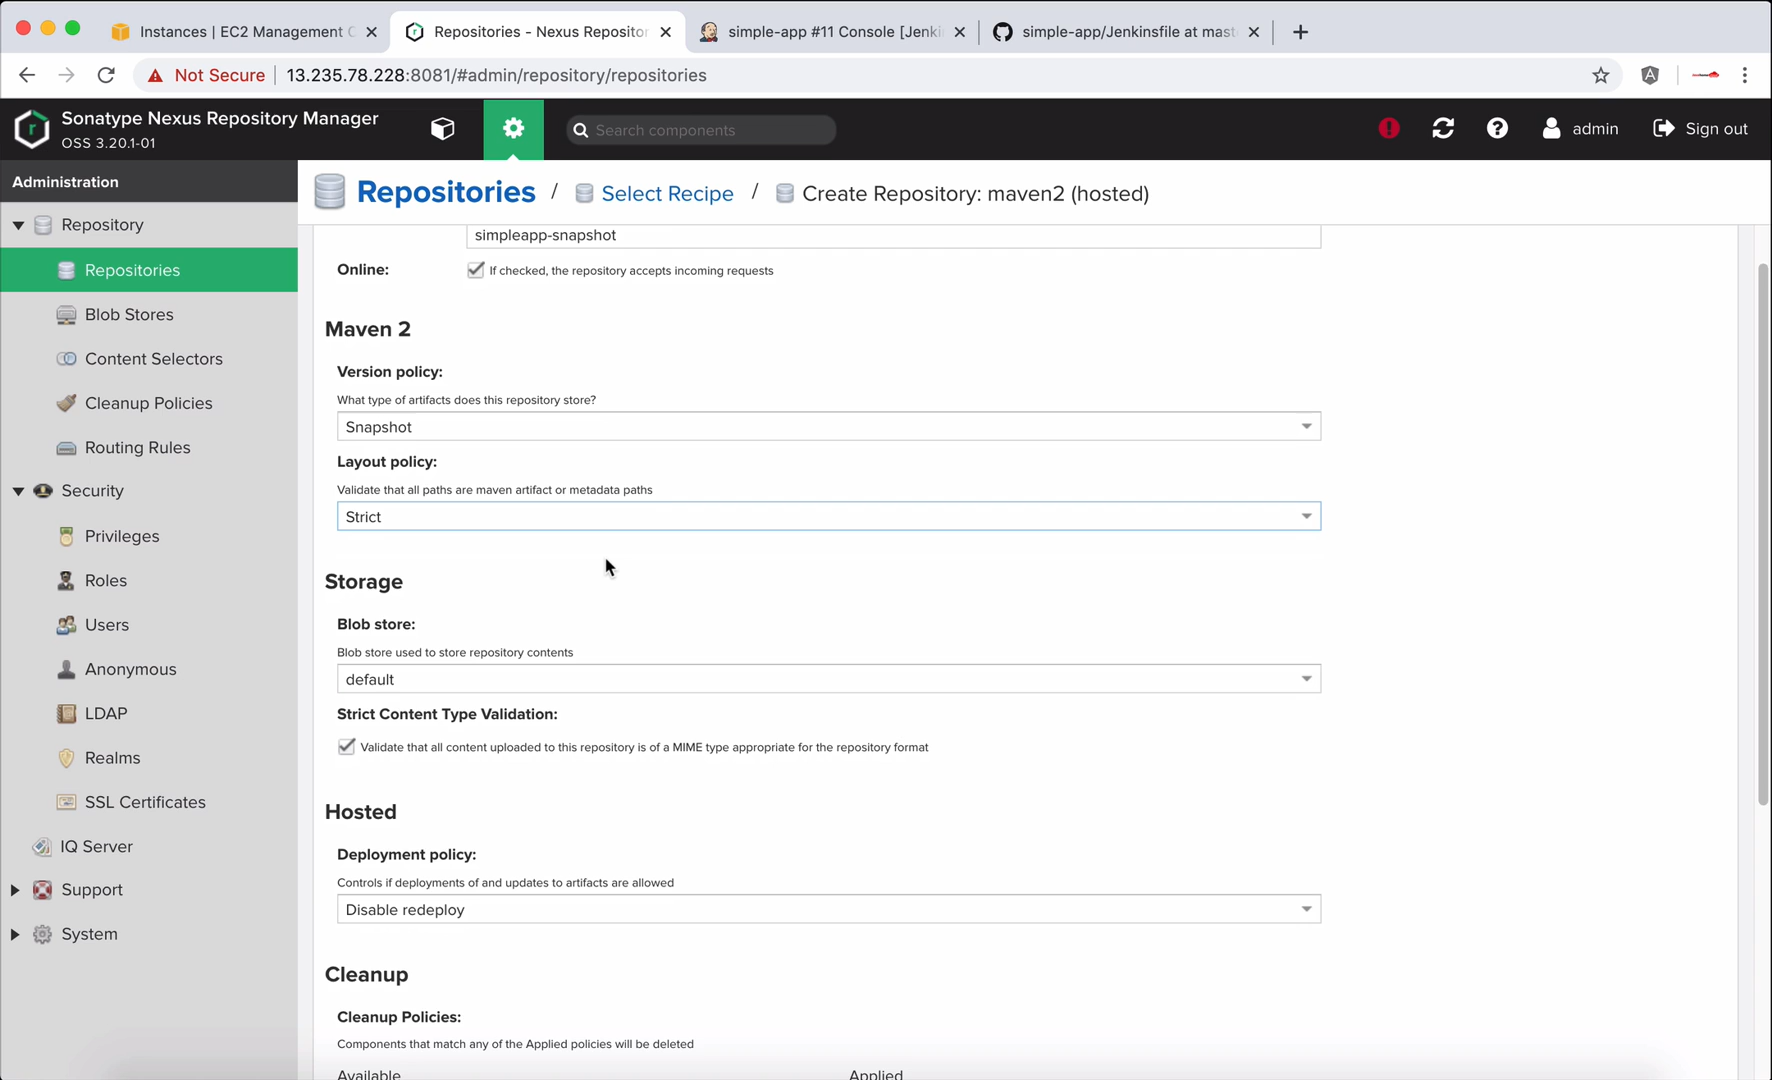 Instances | EC2 Management C
Repositories - Nexus Repositor
simple-app #11 Console [Jenki
simple-app/Jenkinsfile at mast
Not Secure
13.235.78.228:8081/#admin/repository/repositories
Sonatype Nexus Repository Manager
OSS 3.20.1-01
Search components
admin
Sign out
Administration
Repository
Repositories
Blob Stores
Content Selectors
Cleanup Policies
Routing Rules
Security
Privileges
Roles
Users
Anonymous
LDAP
Realms
SSL Certificates
IQ Server
Support
System
Repositories / Select Recipe / Create Repository: maven2 (hosted)
simpleapp-snapshot
Online:
If checked, the repository accepts incoming requests
Maven 2
Version policy:
What type of artifacts does this repository store?
Snapshot
Layout policy:
Validate that all paths are maven artifact or metadata paths
Strict
Storage
Blob store:
Blob store used to store repository contents
default
Strict Content Type Validation:
Validate that all content uploaded to this repository is of a MIME type appropriate for the repository format
Hosted
Deployment policy:
Controls if deployments of and updates to artifacts are allowed
Disable redeploy
Cleanup
Cleanup Policies:
Components that match any of the Applied policies will be deleted
Available
Applied